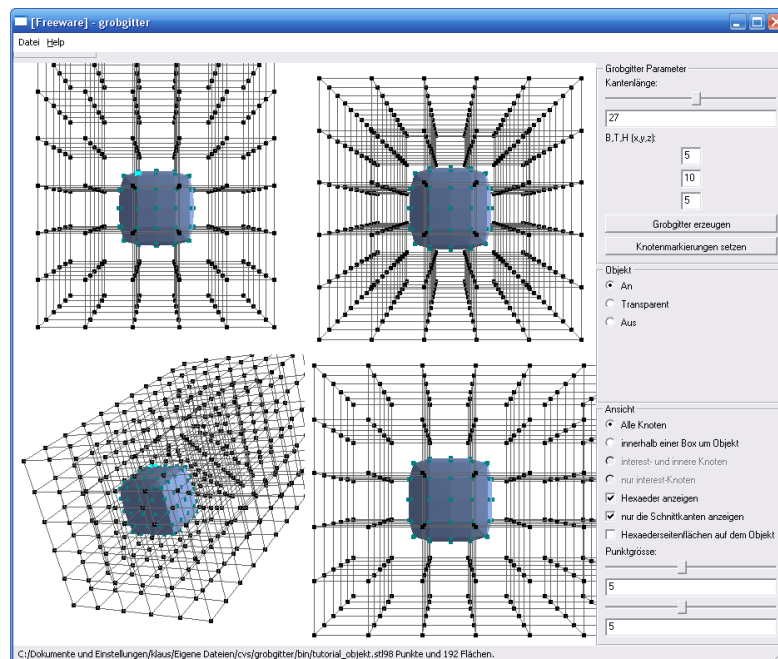 [Freeware] - grobgitter
Datei Help
Grobgitter Parameter
Kantenlänge:
27
B,T,H (x,y,z):
5
10
5
Grobgitter erzeugen
Knotenmarkierungen setzen
Objekt
An
Transparent
Aus
Ansicht
Alle Knoten
innerhalb einer Box um Objekt
interest- und innere Knoten
nur interest-Knoten
Hexaeder anzeigen
nur die Schnittkanten anzeigen
Hexaederseitenflächen auf dem Objekt
Punktgrösse:
5
5
C:/Dokumente und Einstellungen/klaus/Eigene Dateien/cvs/grobgitter/bin/tutorial_objekt.stl98 Punkte und 192 Flächen.